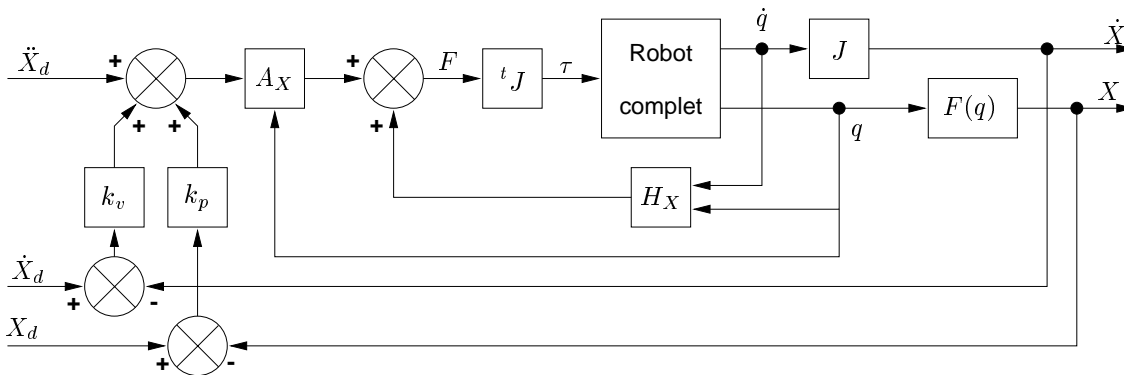 Ẍ_d
+
+
+
A_X
+
+
F
ᵗJ
τ
Robot
complet
q̇
J
Ẋ
q
F(q)
X
k_v
k_p
H_X
Ẋ_d
+
-
X_d
+
-